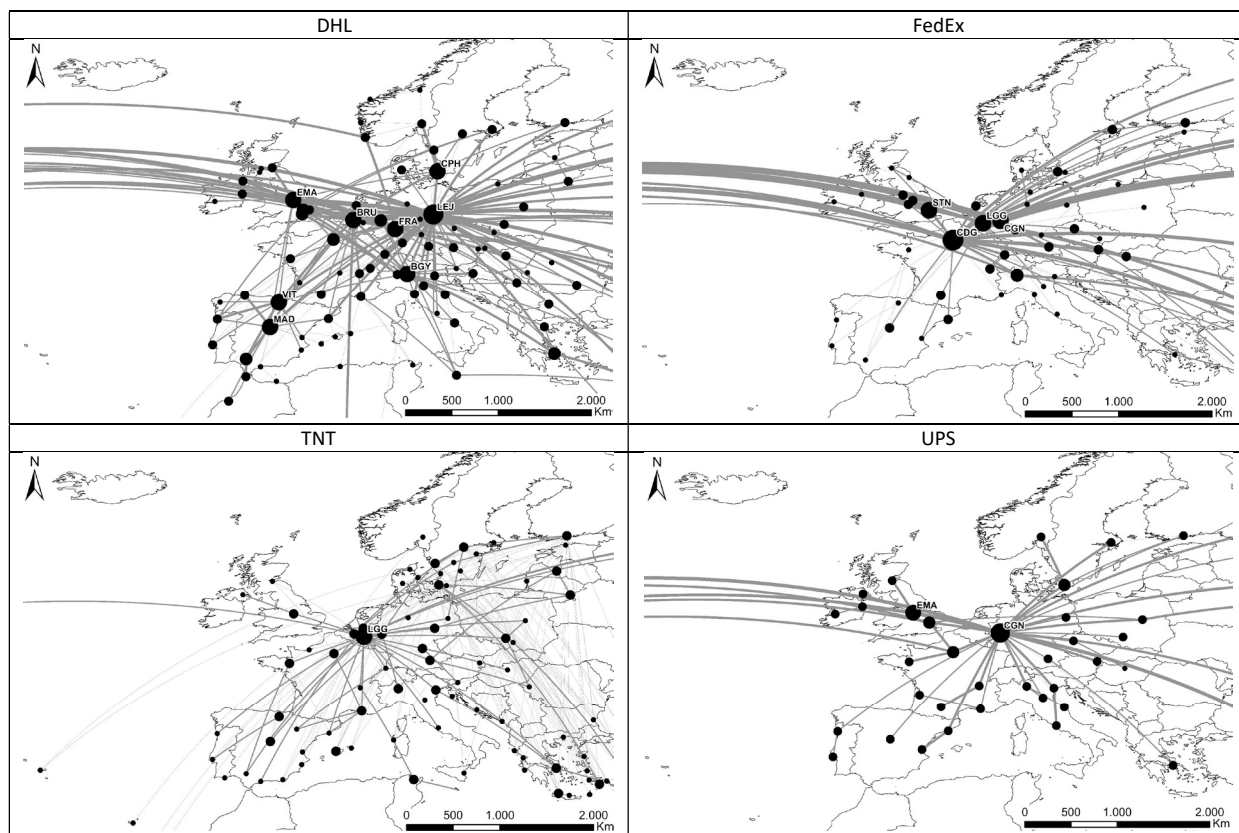 DHL
FedEx
N
CPH
EMA
LEJ
BRU
FRA
BGY
VIT
MAD
0 500 1.000 2.000
Km
N
STN
LGG
CGN
CDG
0 500 1.000 2.000
Km
TNT
UPS
N
LGG
0 500 1.000 2.000
Km
N
EMA
CGN
0 500 1.000 2.000
Km